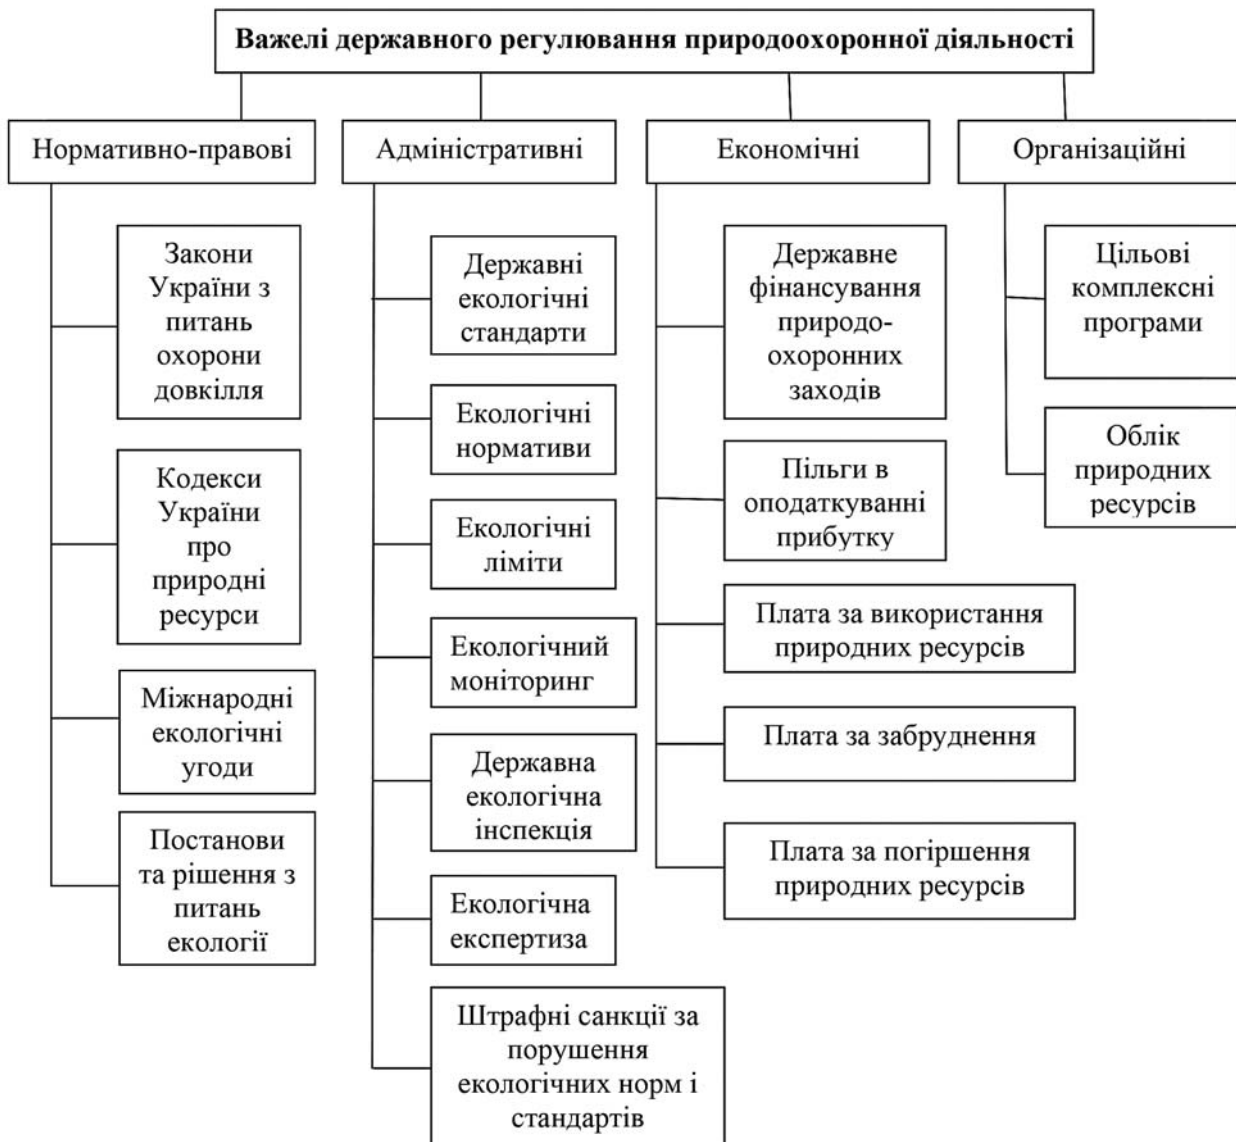 Важелі державного регулювання природоохоронної діяльності
Нормативно-правові
Закони
України з
питань
охорони
довкілля
Кодекси
України
про
природні
ресурси
Міжнародні
екологічні
угоди
Постанови
та рішення з
питань
екології
Адміністративні
Державні
екологічні
стандарти
Екологічні
нормативи
Екологічні
ліміти
Екологічний
моніторинг
Державна
екологічна
інспекція
Екологічна
експертиза
Штрафні санкції за
порушення
екологічних норм і
стандартів
Економічні
Державне
фінансування
природо-
охоронних
заходів
Пільги в
оподаткуванні
прибутку
Плата за використання
природних ресурсів
Плата за забруднення
Плата за погіршення
природних ресурсів
Організаційні
Цільові
комплексні
програми
Облік
природних
ресурсів